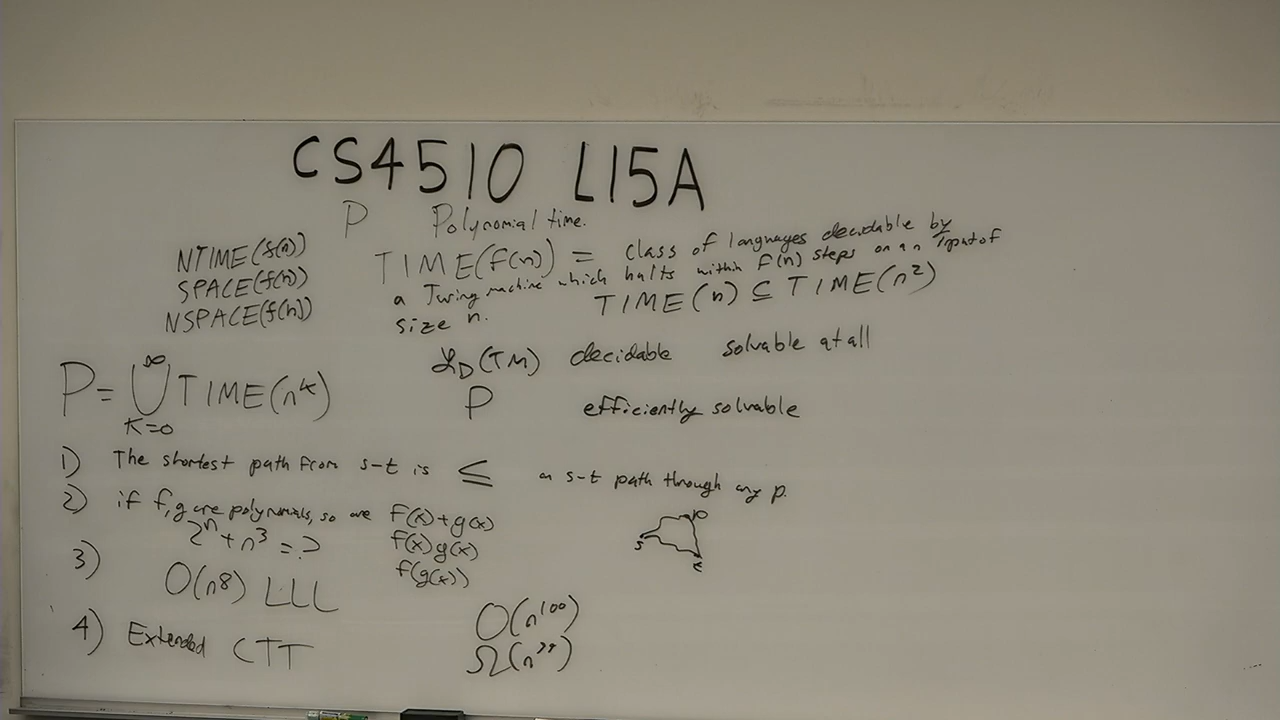 CS4510 L15A
P Polynomial time.
NTIME(f(n))
SPACE(f(n))
NSPACE(f(n))
TIME(f(n)) = class of languages decidable by
a Turing machine which halts within f(n) steps on an input of
size n.
TIME(n) ⊆ TIME(n²)
P = ⋃ TIME(n^k)
∞
K=0
ℒ_D(TM) decidable solvable at all
P efficiently solvable
1) The shortest path from s-t is ≤ an s-t path through any p.
2) if f,g are polynomials, so are f(x)+g(x)
f(x)g(x)
f(g(x))
2^n + n^3 = ?
s
t
3) O(n^8) LLL
O(n^100)
4) Extended CTT